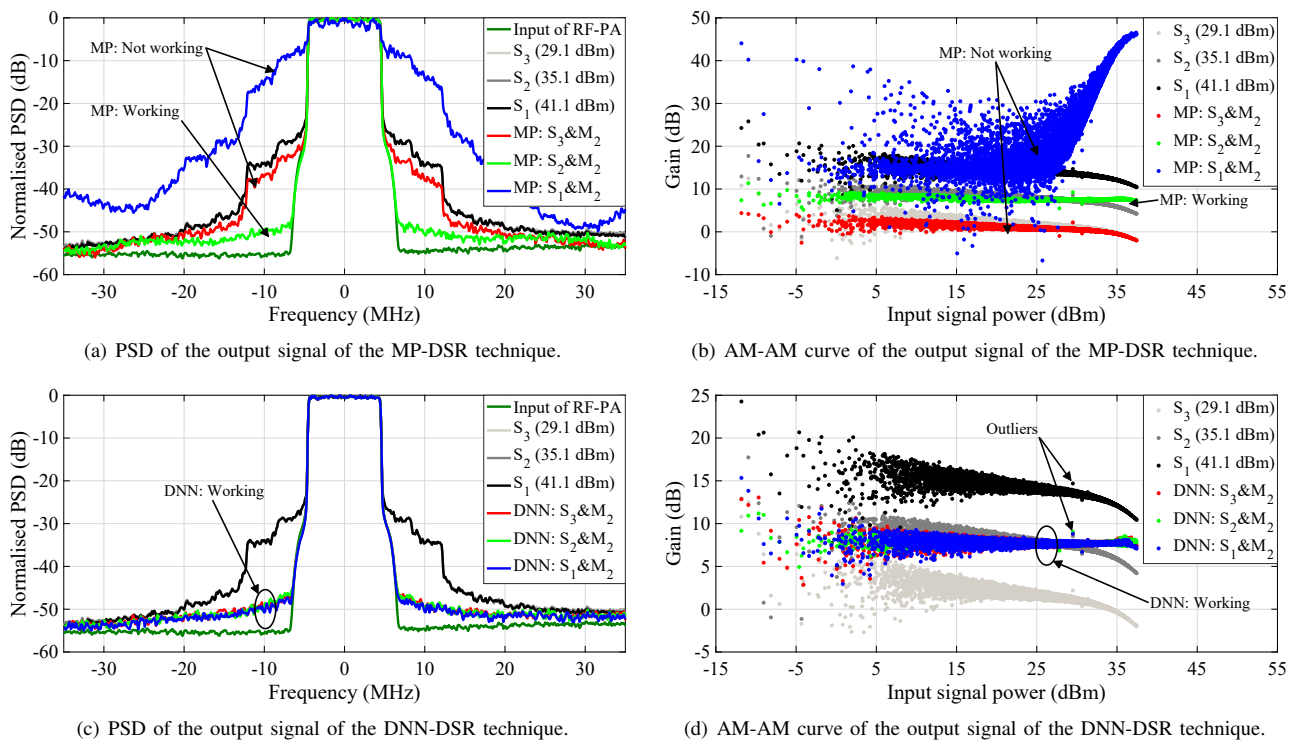 Normalised PSD (dB)
0
-10
-20
-30
-40
-50
-60
-30
-20
-10
0
10
20
30
Frequency (MHz)
MP: Not working
MP: Working
Input of RF-PA
S3 (29.1 dBm)
S2 (35.1 dBm)
S1 (41.1 dBm)
MP: S3&M2
MP: S2&M2
MP: S1&M2
(a) PSD of the output signal of the MP-DSR technique.
Gain (dB)
50
40
30
20
10
0
-10
-15
-5
5
15
25
35
45
55
Input signal power (dBm)
MP: Not working
MP: Working
S3 (29.1 dBm)
S2 (35.1 dBm)
S1 (41.1 dBm)
MP: S3&M2
MP: S2&M2
MP: S1&M2
(b) AM-AM curve of the output signal of the MP-DSR technique.
Normalised PSD (dB)
0
-10
-20
-30
-40
-50
-60
-30
-20
-10
0
10
20
30
Frequency (MHz)
DNN: Working
Input of RF-PA
S3 (29.1 dBm)
S2 (35.1 dBm)
S1 (41.1 dBm)
DNN: S3&M2
DNN: S2&M2
DNN: S1&M2
(c) PSD of the output signal of the DNN-DSR technique.
Gain (dB)
25
20
15
10
5
0
-5
-15
-5
5
15
25
35
45
55
Input signal power (dBm)
Outliers
DNN: Working
S3 (29.1 dBm)
S2 (35.1 dBm)
S1 (41.1 dBm)
DNN: S3&M2
DNN: S2&M2
DNN: S1&M2
(d) AM-AM curve of the output signal of the DNN-DSR technique.